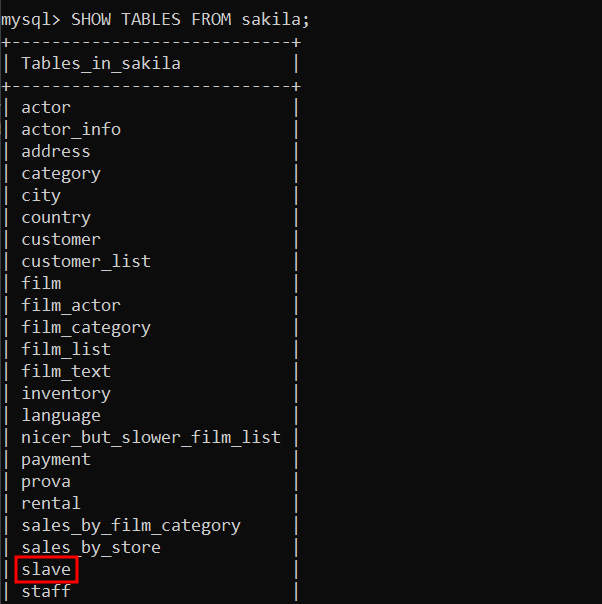 mysql> SHOW TABLES FROM sakila;
+----------------------------+
| Tables_in_sakila           |
+----------------------------+
| actor                      |
| actor_info                 |
| address                    |
| category                   |
| city                       |
| country                    |
| customer                   |
| customer_list              |
| film                       |
| film_actor                 |
| film_category              |
| film_list                  |
| film_text                  |
| inventory                  |
| language                   |
| nicer_but_slower_film_list |
| payment                    |
| prova                      |
| rental                     |
| sales_by_film_category     |
| sales_by_store             |
| slave                      |
| staff                      |